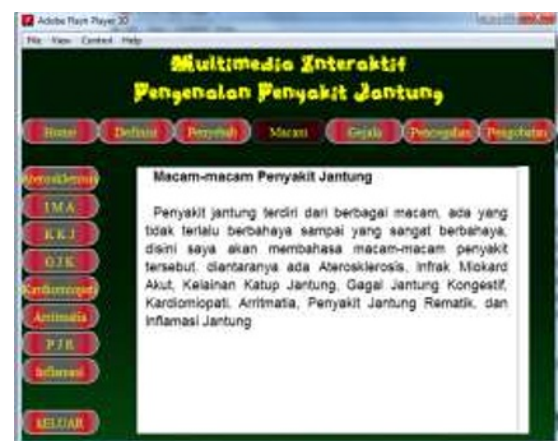 Adobe Flash Player 10
File View Control Help
Multimedia Interaktif
Pengenalan Penyakit Jantung
Home Definisi Penyebab Macam Gejala Pencegahan Pengobatan
Aterosklerosis
I M A
K K J
G J K
Kardiomiopati
Arritmatia
P J R
Inflamasi
KELUAR
Macam-macam Penyakit Jantung
Penyakit jantung terdiri dari berbagai macam, ada yang
tidak terlalu berbahaya sampai yang sangat berbahaya,
disini saya akan membahasa macam-macam penyakit
tersebut. diantaranya ada Aterosklerosis, Infrak Miokard
Akut, Kelainan Katup Jantung, Gagal Jantung Kongestif,
Kardiomiopati, Arritmatia, Penyakit Jantung Rematik, dan
Inflamasi Jantung